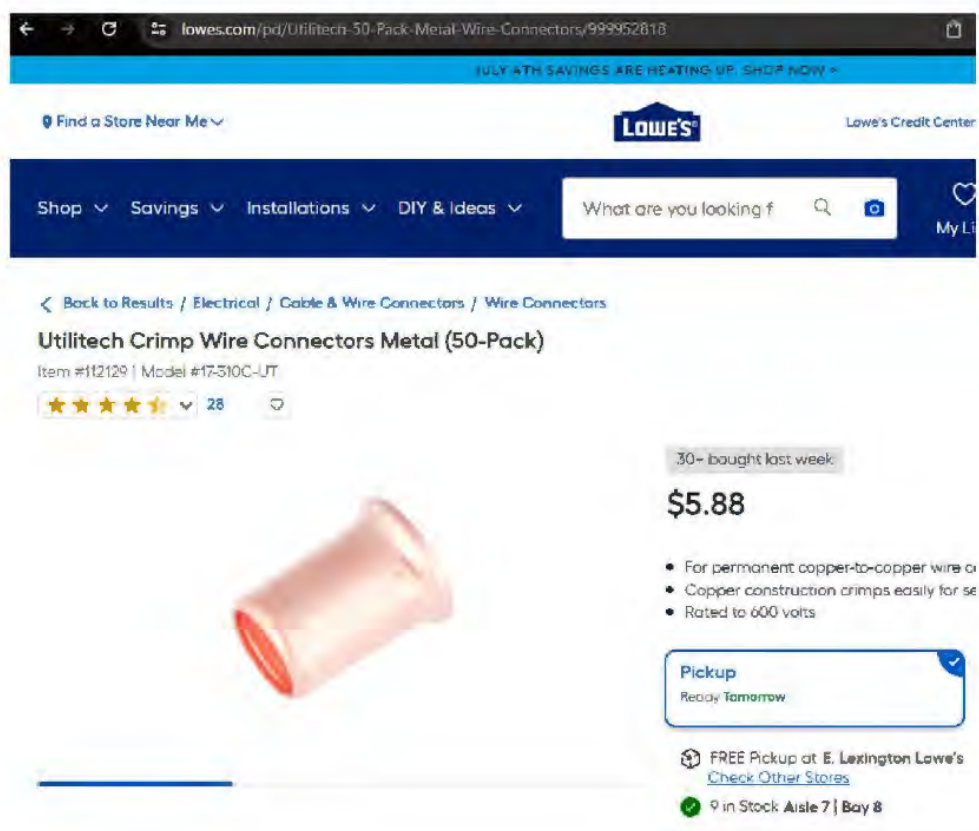 lowes.com/pd/Utilitech-50-Pack-Metal-Wire-Connectors/999952818
JULY 4TH SAVINGS ARE HEATING UP. SHOP NOW >
Find a Store Near Me
LOWE'S
Lowe's Credit Center
Shop Savings Installations DIY & Ideas
What are you looking f
My Li
Back to Results / Electrical / Cable & Wire Connectors / Wire Connectors
Utilitech Crimp Wire Connectors Metal (50-Pack)
Item #112129 | Model #17-310C-UT
28
30+ bought last week
$5.88
For permanent copper-to-copper wire c
Copper construction crimps easily for se
Rated to 600 volts
Pickup
Ready Tomorrow
FREE Pickup at E. Lexington Lowe's
Check Other Stores
9 in Stock Aisle 7 | Bay 8